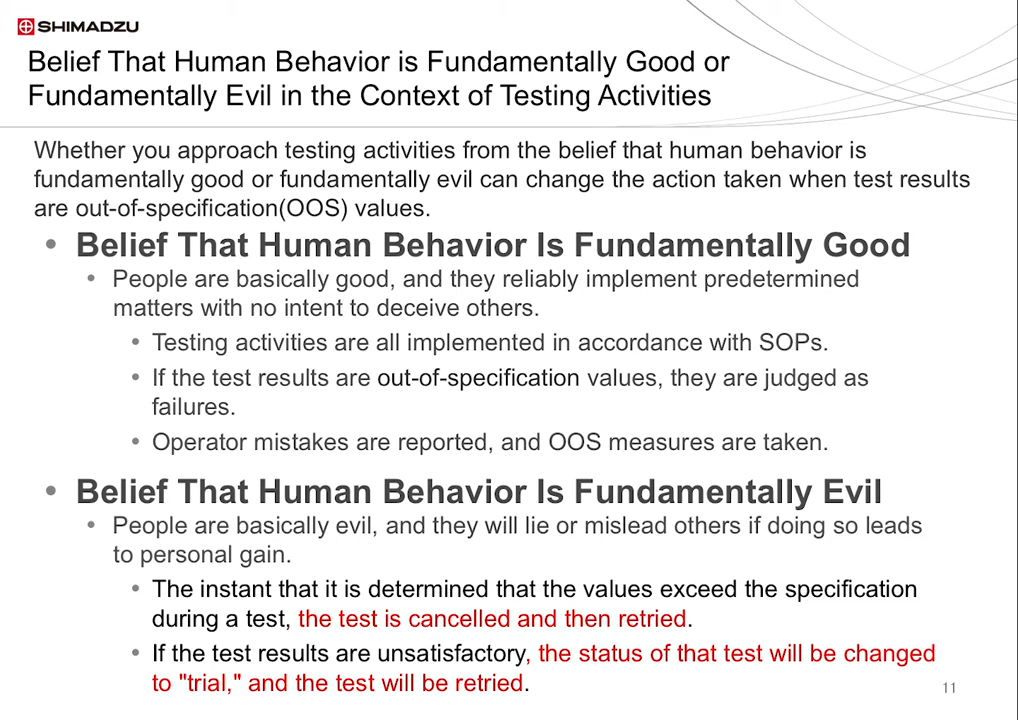 SHIMADZU
Belief That Human Behavior is Fundamentally Good or
Fundamentally Evil in the Context of Testing Activities
Whether you approach testing activities from the belief that human behavior is
fundamentally good or fundamentally evil can change the action taken when test results
are out-of-specification(OOS) values.
• Belief That Human Behavior Is Fundamentally Good
• People are basically good, and they reliably implement predetermined
matters with no intent to deceive others.
• Testing activities are all implemented in accordance with SOPs.
• If the test results are out-of-specification values, they are judged as
failures.
• Operator mistakes are reported, and OOS measures are taken.
• Belief That Human Behavior Is Fundamentally Evil
• People are basically evil, and they will lie or mislead others if doing so leads
to personal gain.
• The instant that it is determined that the values exceed the specification
during a test, the test is cancelled and then retried.
• If the test results are unsatisfactory, the status of that test will be changed
to "trial," and the test will be retried.
11